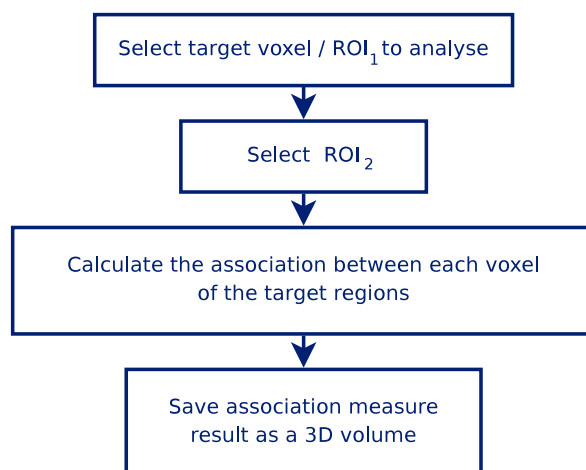 Select target voxel / ROI₁ to analyse
Select ROI₂
Calculate the association between each voxel
of the target regions
Save association measure
result as a 3D volume